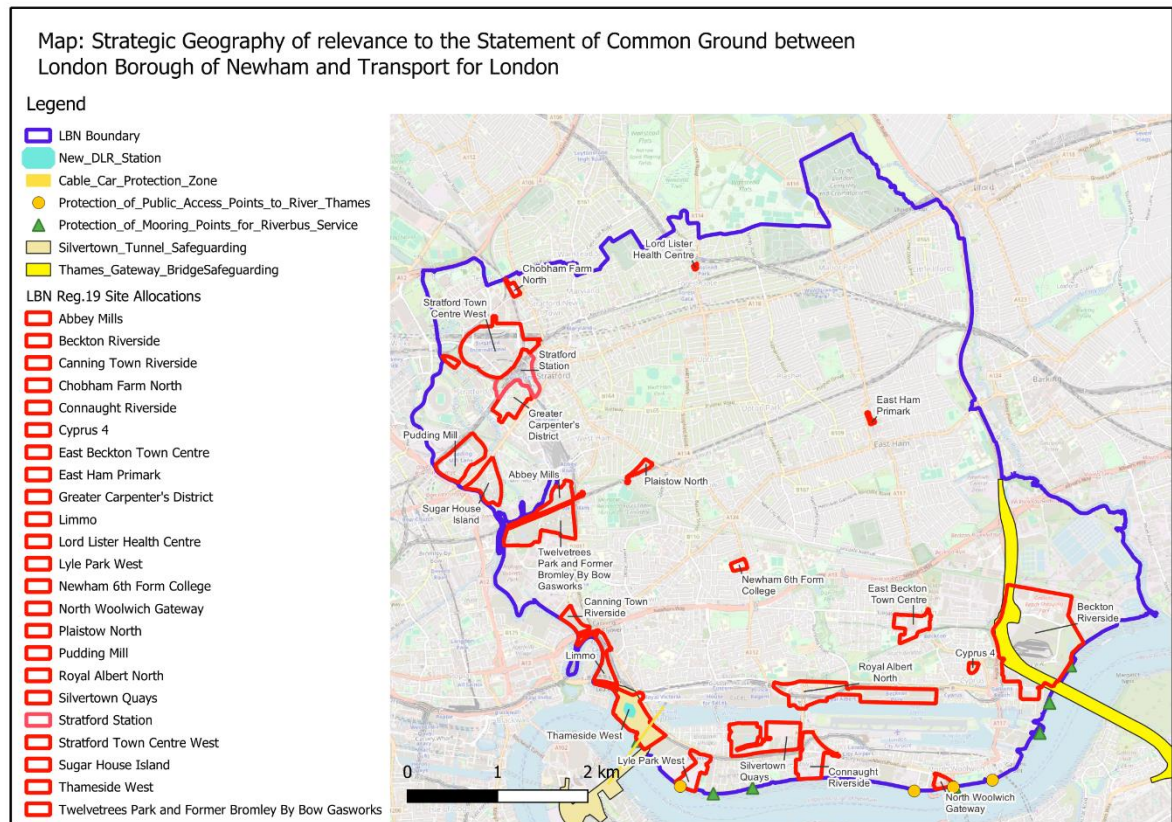 Map: Strategic Geography of relevance to the Statement of Common Ground between
London Borough of Newham and Transport for London
Legend
LBN Boundary
New_DLR_Station
Cable_Car_Protection_Zone
Protection_of_Public_Access_Points_to_River_Thames
Protection_of_Mooring_Points_for_Riverbus_Service
Silvertown_Tunnel_Safeguarding
Thames_Gateway_BridgeSafeguarding
LBN Reg.19 Site Allocations
Abbey Mills
Beckton Riverside
Canning Town Riverside
Chobham Farm North
Connaught Riverside
Cyprus 4
East Beckton Town Centre
East Ham Primark
Greater Carpenter's District
Limmo
Lord Lister Health Centre
Lyle Park West
Newham 6th Form College
North Woolwich Gateway
Plaistow North
Pudding Mill
Royal Albert North
Silvertown Quays
Stratford Station
Stratford Town Centre West
Sugar House Island
Thameside West
Twelvetrees Park and Former Bromley By Bow Gasworks
Lord Lister
Health Centre
Chobham Farm
North
Stratford Town
Centre West
Stratford
Station
East Ham
Primark
Greater
Carpenter's
District
Pudding Mill
Abbey Mills
Plaistow North
Sugar House
Island
Twelvetrees
Park and Former
Bromley By Bow
Gasworks
Newham 6th Form
College
East Beckton
Town Centre
Canning Town
Riverside
Beckton
Riverside
Limmo
Cyprus 4
Royal Albert
North
Thameside West
Lyle Park West
Silvertown
Quays
Connaught
Riverside
North Woolwich
Gateway
0 1 2 km